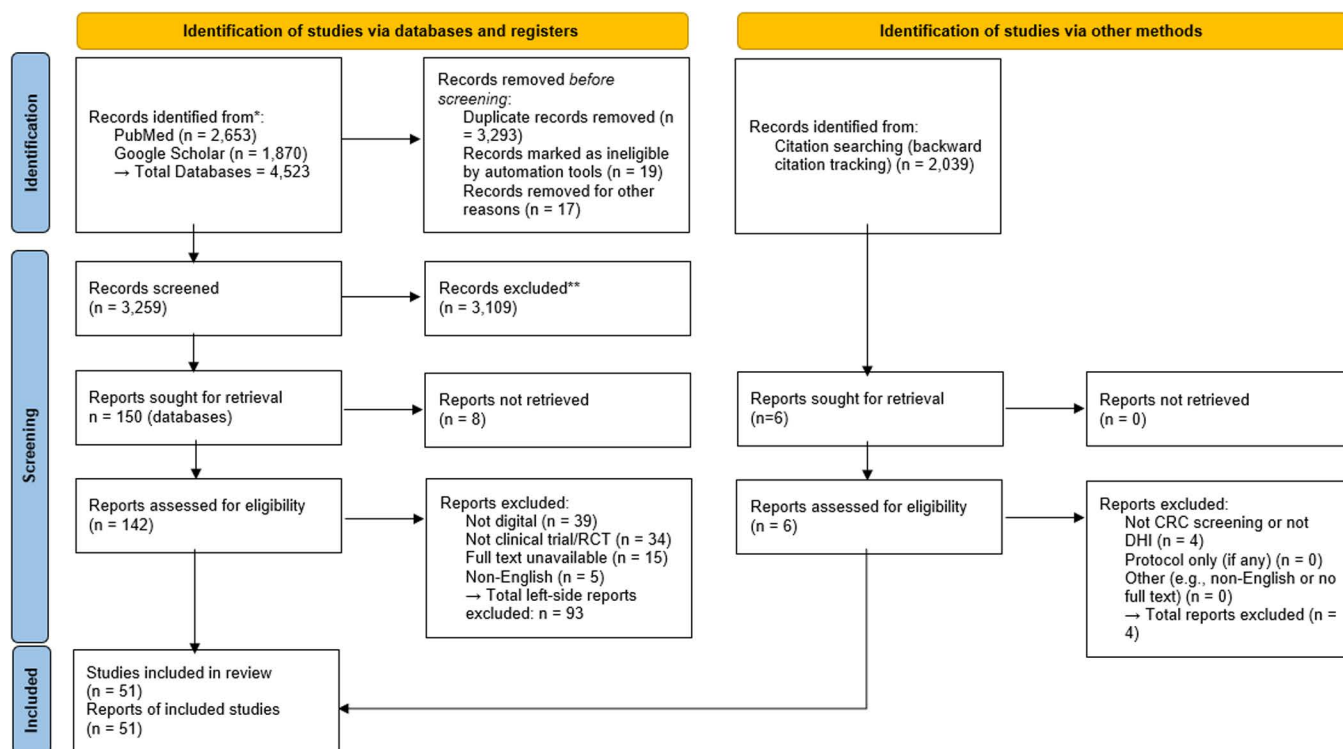 Identification of studies via databases and registers
Identification of studies via other methods
Identification
Records identified from*:
PubMed (n = 2,653)
Google Scholar (n = 1,870)
→ Total Databases = 4,523
Records removed before
screening:
Duplicate records removed (n
= 3,293)
Records marked as ineligible
by automation tools (n = 19)
Records removed for other
reasons (n = 17)
Records identified from:
Citation searching (backward
citation tracking) (n = 2,039)
Screening
Records screened
(n = 3,259)
Records excluded**
(n = 3,109)
Reports sought for retrieval
n = 150 (databases)
Reports not retrieved
(n = 8)
Reports sought for retrieval
(n=6)
Reports not retrieved
(n = 0)
Reports assessed for eligibility
(n = 142)
Reports excluded:
Not digital (n = 39)
Not clinical trial/RCT (n = 34)
Full text unavailable (n = 15)
Non-English (n = 5)
→ Total left-side reports
excluded: n = 93
Reports assessed for eligibility
(n = 6)
Reports excluded:
Not CRC screening or not
DHI (n = 4)
Protocol only (if any) (n = 0)
Other (e.g., non-English or no
full text) (n = 0)
→ Total reports excluded (n =
4)
Included
Studies included in review
(n = 51)
Reports of included studies
(n = 51)